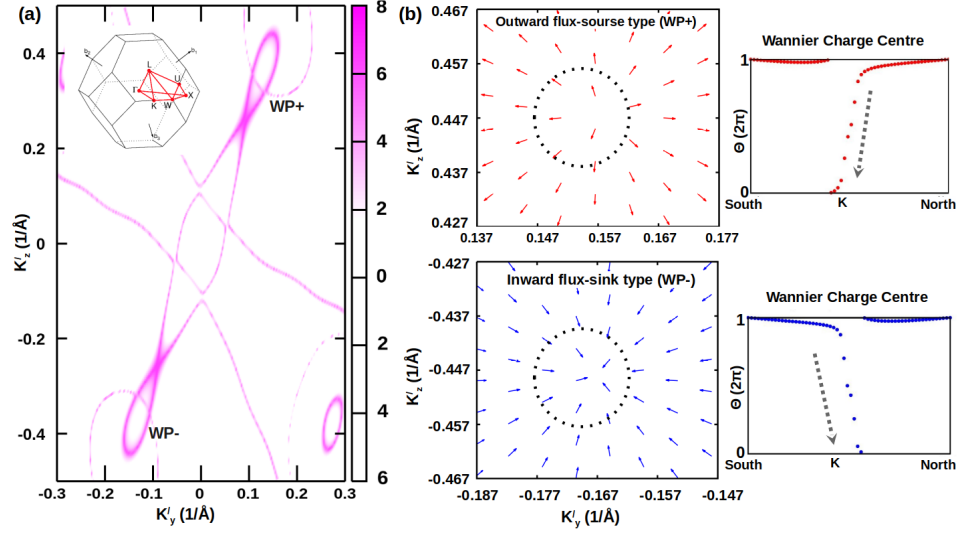 (a)
0.4
0.2
0
-0.2
-0.4
K′z (1/Å)
-0.3
-0.2
-0.1
0
0.1
0.2
0.3
K′y (1/Å)
WP+
WP-
b2
b1
b3
L
U
Γ
X
K
W
8
6
4
2
0
2
4
6
(b)
Outward flux-sourse type (WP+)
0.467
0.457
0.447
0.437
0.427
K′z (1/Å)
0.137
0.147
0.157
0.167
0.177
Wannier Charge Centre
1
Θ (2π)
0
South
K
North
Inward flux-sink type (WP-)
-0.427
-0.437
-0.447
-0.457
-0.467
K′z (1/Å)
-0.187
-0.177
-0.167
-0.157
-0.147
K′y (1/Å)
Wannier Charge Centre
1
Θ (2π)
0
South
K
North